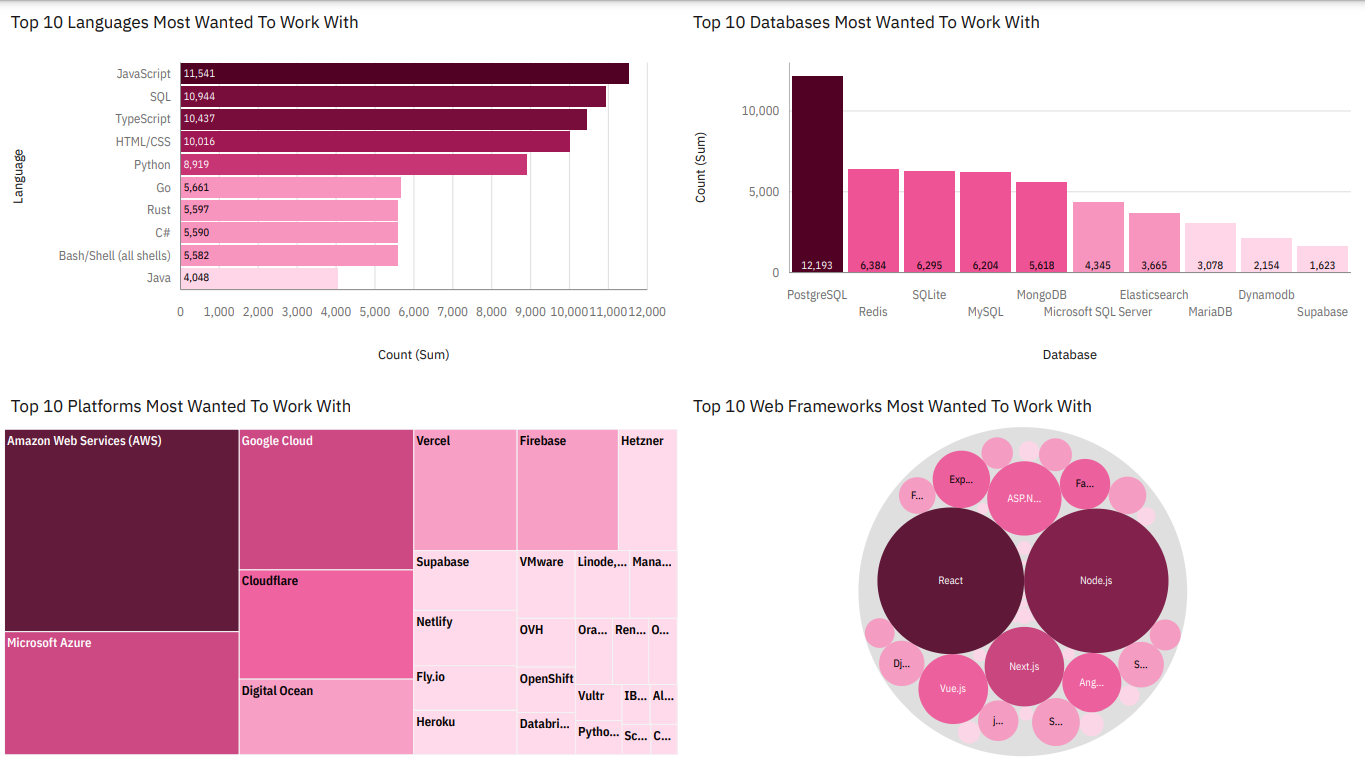 Top 10 Languages Most Wanted To Work With
Language
JavaScript 11,541
SQL 10,944
TypeScript 10,437
HTML/CSS 10,016
Python 8,919
Go 5,661
Rust 5,597
C# 5,590
Bash/Shell (all shells) 5,582
Java 4,048
0 1,000 2,000 3,000 4,000 5,000 6,000 7,000 8,000 9,000 10,000 11,000 12,000
Count (Sum)
Top 10 Databases Most Wanted To Work With
Count (Sum)
10,000
5,000
0
12,193 6,384 6,295 6,204 5,618 4,345 3,665 3,078 2,154 1,623
PostgreSQL SQLite MongoDB Elasticsearch Dynamodb
Redis MySQL Microsoft SQL Server MariaDB Supabase
Database
Top 10 Platforms Most Wanted To Work With
Amazon Web Services (AWS)
Microsoft Azure
Google Cloud
Cloudflare
Digital Ocean
Vercel
Firebase
Hetzner
Supabase
Netlify
Fly.io
Heroku
VMware
Linode,...
Mana...
OVH
OpenShift
Databri...
Ora...
Ren...
O...
Vultr
IB...
Al...
Pytho...
Sc...
C...
Top 10 Web Frameworks Most Wanted To Work With
Exp...
Fa...
F...
ASP.N...
React
Node.js
Dj...
Next.js
S...
Vue.js
Ang...
j...
S...